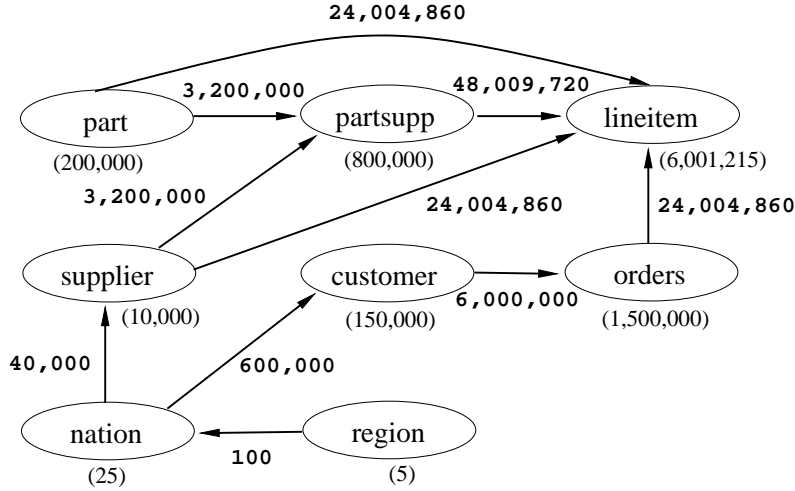 24,004,860
3,200,000
48,009,720
part
partsupp
lineitem
(200,000)
(800,000)
(6,001,215)
3,200,000
24,004,860
24,004,860
supplier
customer
orders
(10,000)
(150,000)
6,000,000
(1,500,000)
40,000
600,000
nation
region
100
(25)
(5)